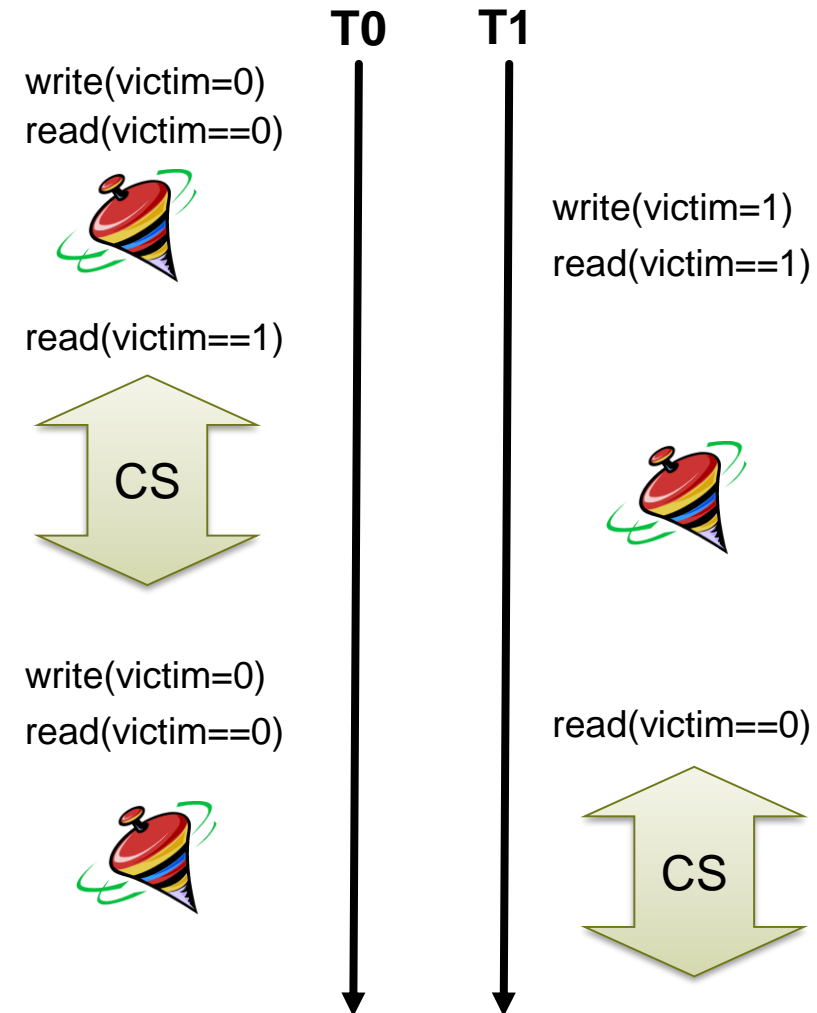 T0 T1
write(victim=0)
read(victim==0)
write(victim=1)
read(victim==1)
read(victim==1)
CS
write(victim=0)
read(victim==0)
read(victim==0)
CS